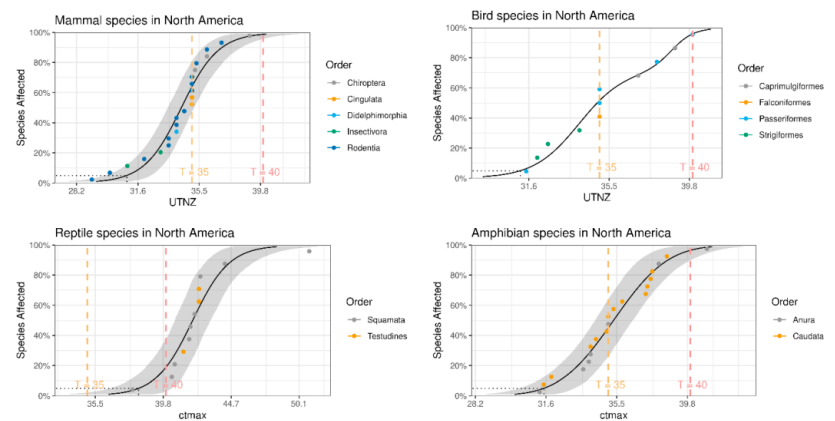 Mammal species in North America
100%
80%
60%
40%
20%
0%
Species Affected
T = 35
T = 40
28.2 31.6 35.5 39.8
UTNZ
Order
Chiroptera
Cingulata
Didelphimorphia
Insectivora
Rodentia
Bird species in North America
100%
80%
60%
40%
20%
0%
Species Affected
T = 35
T = 40
31.6 35.5 39.8
UTNZ
Order
Caprimulgiformes
Falconiformes
Passeriformes
Strigiformes
Reptile species in North America
100%
80%
60%
40%
20%
0%
Species Affected
T = 35
T = 40
35.5 39.8 44.7 50.1
ctmax
Order
Squamata
Testudines
Amphibian species in North America
100%
80%
60%
40%
20%
0%
Species Affected
T = 35
T = 40
28.2 31.6 35.5 39.8
ctmax
Order
Anura
Caudata